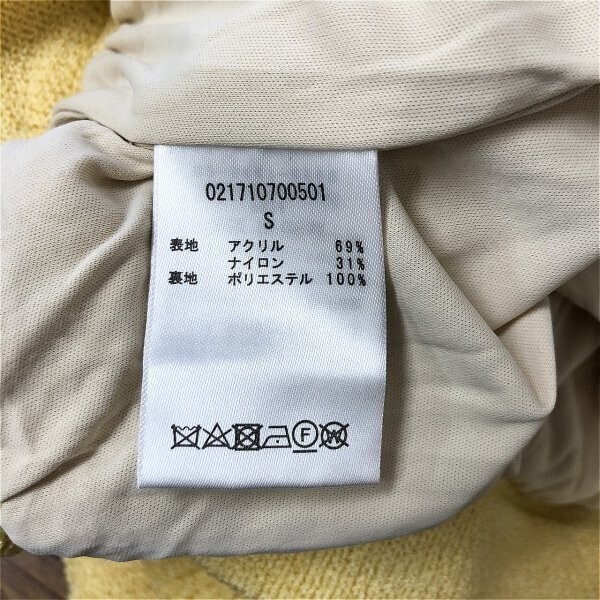 021710700501
S
表地 アクリル 69%
ナイロン 31%
裏地 ポリエステル 100%
F W